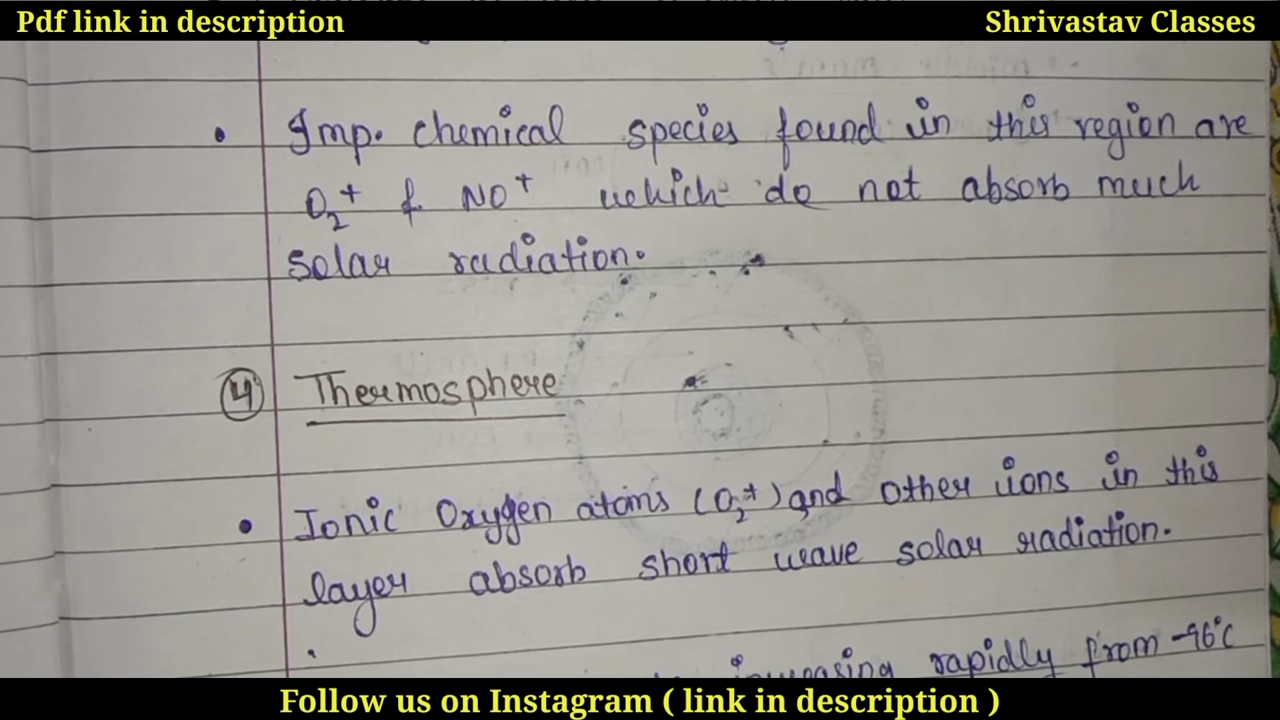 Pdf link in description
Shrivastav Classes
• Imp. chemical species found in this region are
O₂⁺ & NO⁺ which do not absorb much
solar radiation.
④ Thermosphere
• Ionic Oxygen atoms (O₂⁺) and other ions in this
layer absorb short wave solar radiation.
increasing rapidly from -96°C
Follow us on Instagram ( link in description )